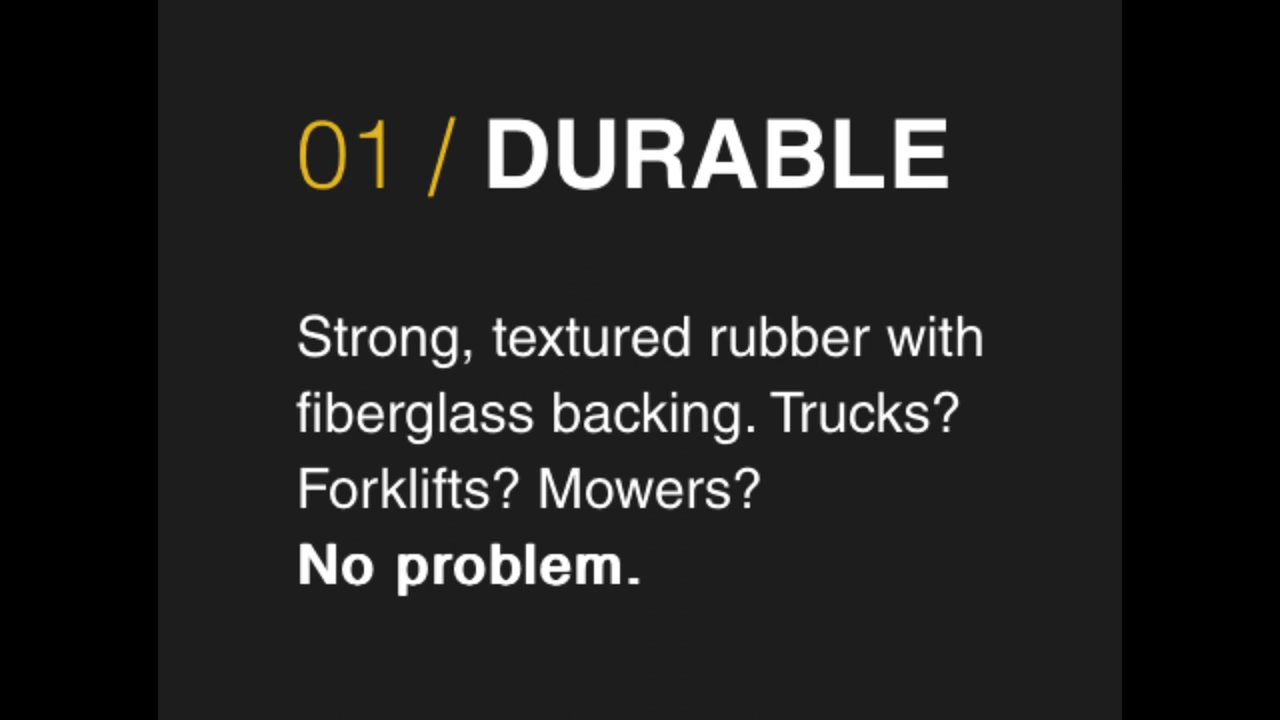 01 / DURABLE
Strong, textured rubber with
fiberglass backing. Trucks?
Forklifts? Mowers?
No problem.